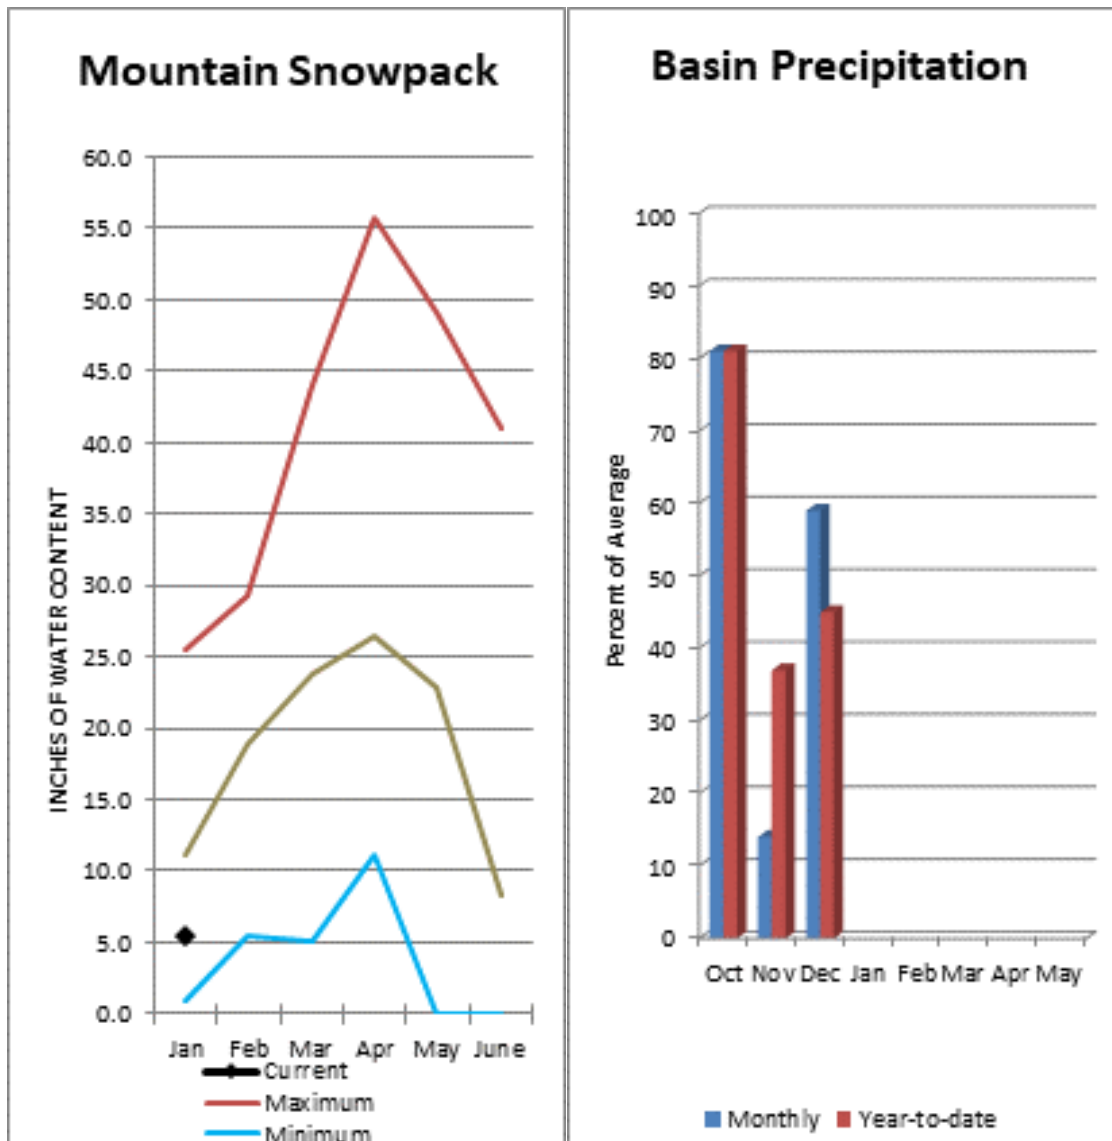 Mountain Snowpack
INCHES OF WATER CONTENT
60.0
55.0
50.0
45.0
40.0
35.0
30.0
25.0
20.0
15.0
10.0
5.0
0.0
Jan Feb Mar Apr May June
Current
Maximum
Minimum
Basin Precipitation
Percent of Average
100
90
80
70
60
50
40
30
20
10
0
Oct Nov Dec Jan Feb Mar Apr May
Monthly Year-to-date